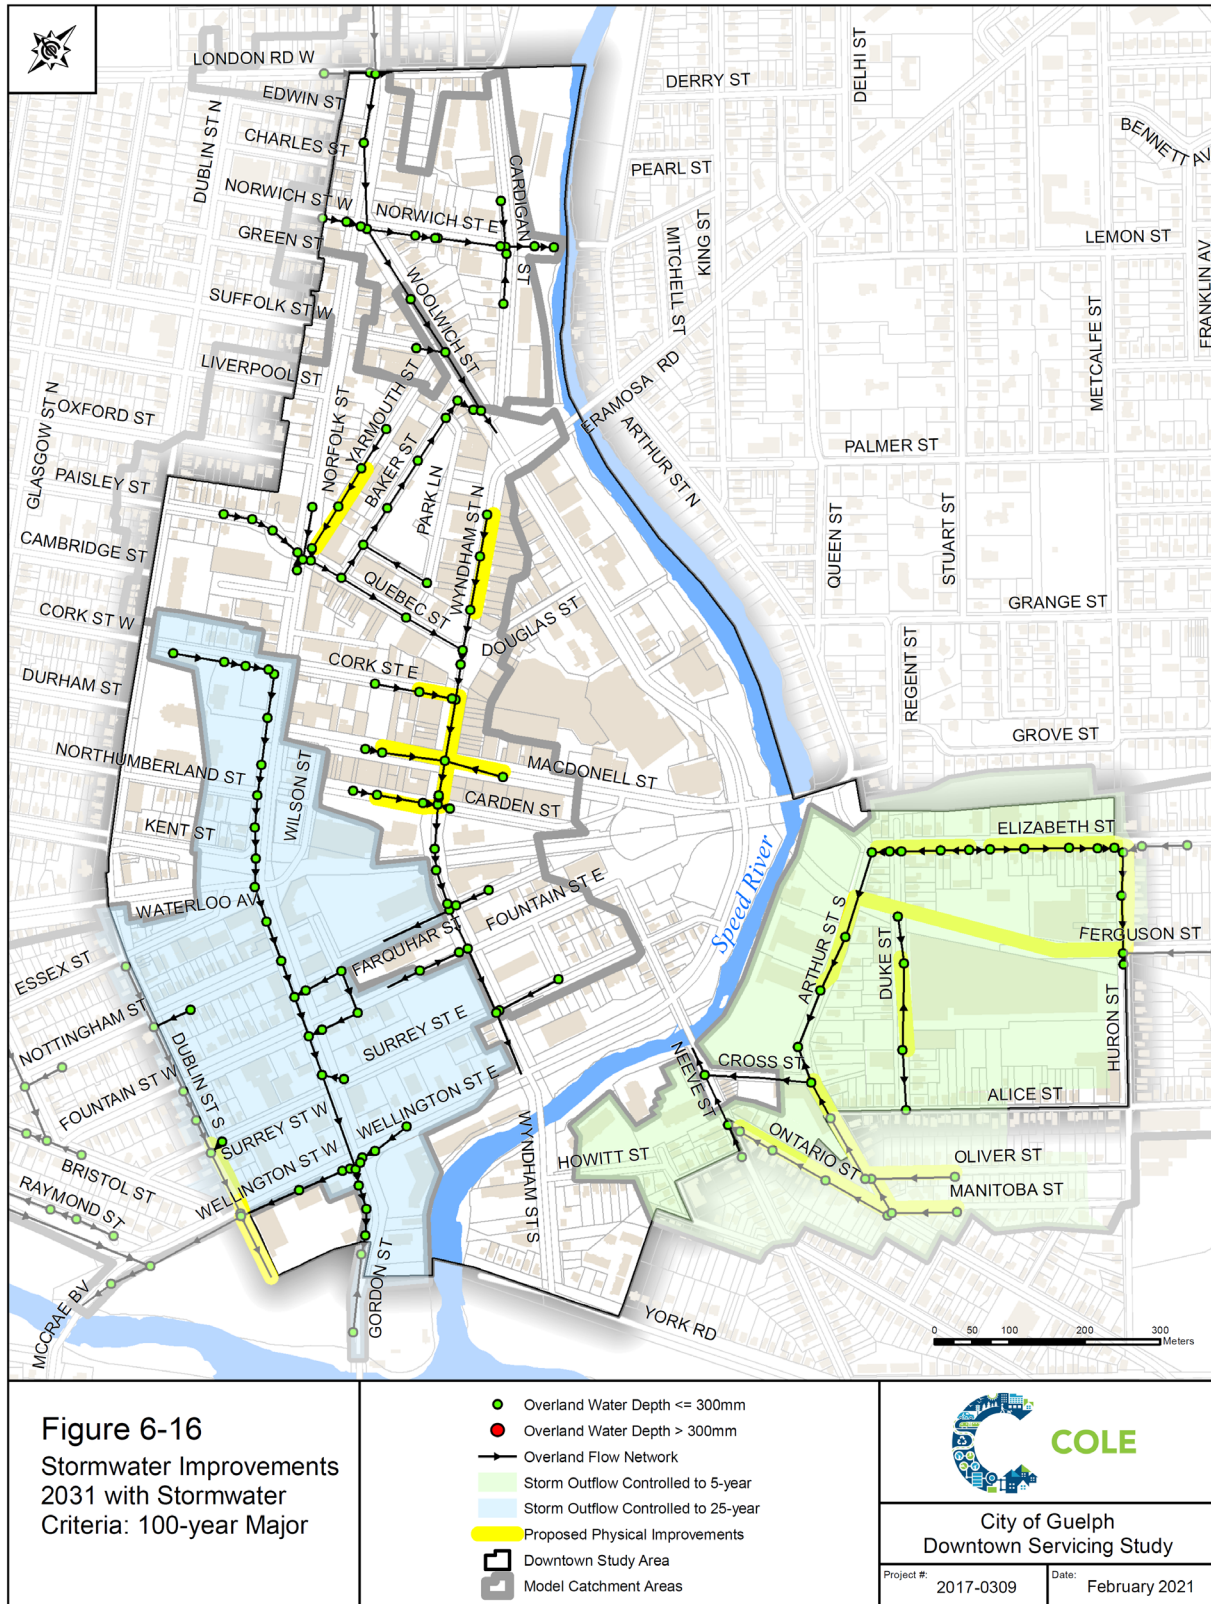 LONDON RD W
EDWIN ST
CHARLES ST
DUBLIN ST N
NORWICH ST W
NORWICH ST E
CARDIGAN ST
GREEN ST
SUFFOLK ST W
WOOLWICH ST
LIVERPOOL ST
OXFORD ST
GLASGOW ST N
NORFOLK ST
YARMOUTH ST
BAKER ST
PARK LN
PAISLEY ST
CAMBRIDGE ST
CORK ST W
QUEBEC ST
WYNDHAM ST N
DOUGLAS ST
CORK ST E
DURHAM ST
NORTHUMBERLAND ST
WILSON ST
MACDONELL ST
CARDEN ST
KENT ST
WATERLOO AV
FOUNTAIN ST E
FARQUHAR ST
ESSEX ST
NOTTINGHAM ST
DUBLIN ST S
SURREY ST E
FOUNTAIN ST W
SURREY ST W
WELLINGTON ST E
WELLINGTON ST W
BRISTOL ST
RAYMOND ST
MCCRAE BV
GORDON ST
WYNDHAM ST S
DERRY ST
DELHI ST
BENNETT AV
PEARL ST
KING ST
MITCHELL ST
LEMON ST
FRANKLIN AV
METCALFE ST
ERAMOSA RD
ARTHUR ST N
PALMER ST
QUEEN ST
STUART ST
GRANGE ST
REGENT ST
GROVE ST
Speed River
ELIZABETH ST
ARTHUR ST S
DUKE ST
FERGUSON ST
HURON ST
NEEVE ST
CROSS ST
ALICE ST
HOWITT ST
ONTARIO ST
OLIVER ST
MANITOBA ST
YORK RD
0 50 100 200 300
Meters
Figure 6-16
Stormwater Improvements
2031 with Stormwater
Criteria: 100-year Major
Overland Water Depth <= 300mm
Overland Water Depth > 300mm
Overland Flow Network
Storm Outflow Controlled to 5-year
Storm Outflow Controlled to 25-year
Proposed Physical Improvements
Downtown Study Area
Model Catchment Areas
COLE
City of Guelph
Downtown Servicing Study
Project #: 2017-0309
Date: February 2021